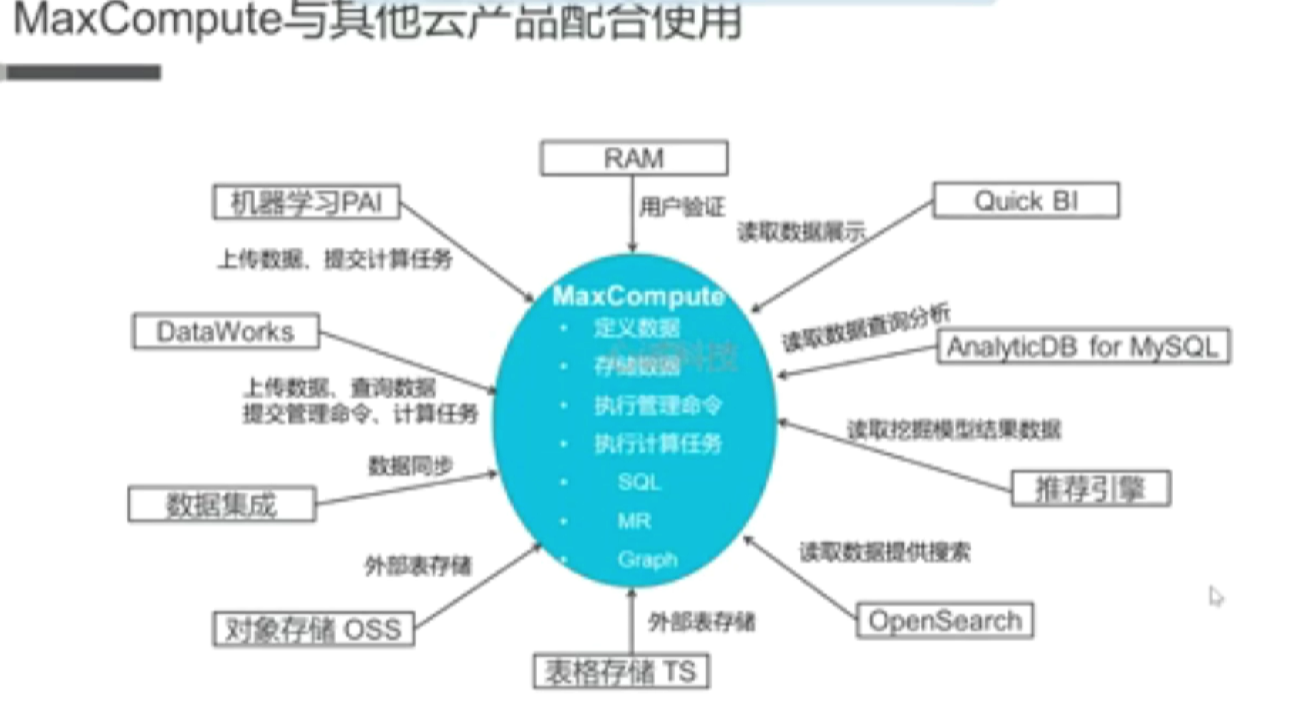 MaxCompute与其他云产品配合使用
RAM
用户验证
机器学习PAI
上传数据、提交计算任务
Quick BI
读取数据展示
DataWorks
上传数据、查询数据
提交管理命令、计算任务
AnalyticDB for MySQL
读取数据查询分析
MaxCompute
• 定义数据
• 存储数据
• 执行管理命令
• 执行计算任务
• SQL
• MR
• Graph
数据集成
数据同步
推荐引擎
读取挖掘模型结果数据
对象存储 OSS
外部表存储
表格存储 TS
外部表存储
OpenSearch
读取数据提供搜索
科技